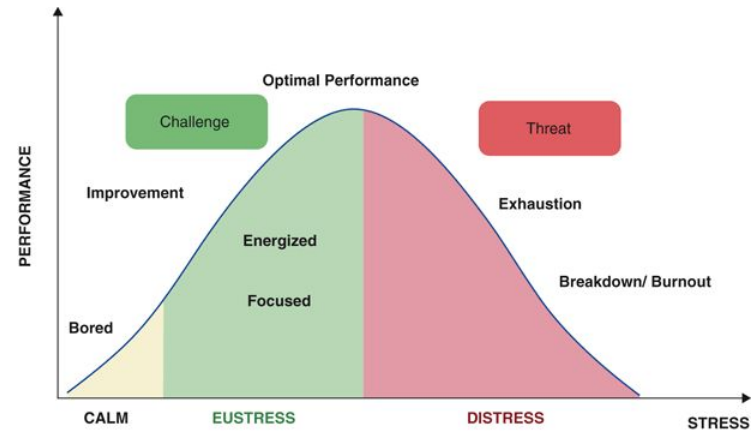 Optimal Performance
Challenge
Threat
PERFORMANCE
Improvement
Exhaustion
Energized
Breakdown/ Burnout
Focused
Bored
CALM
EUSTRESS
DISTRESS
STRESS